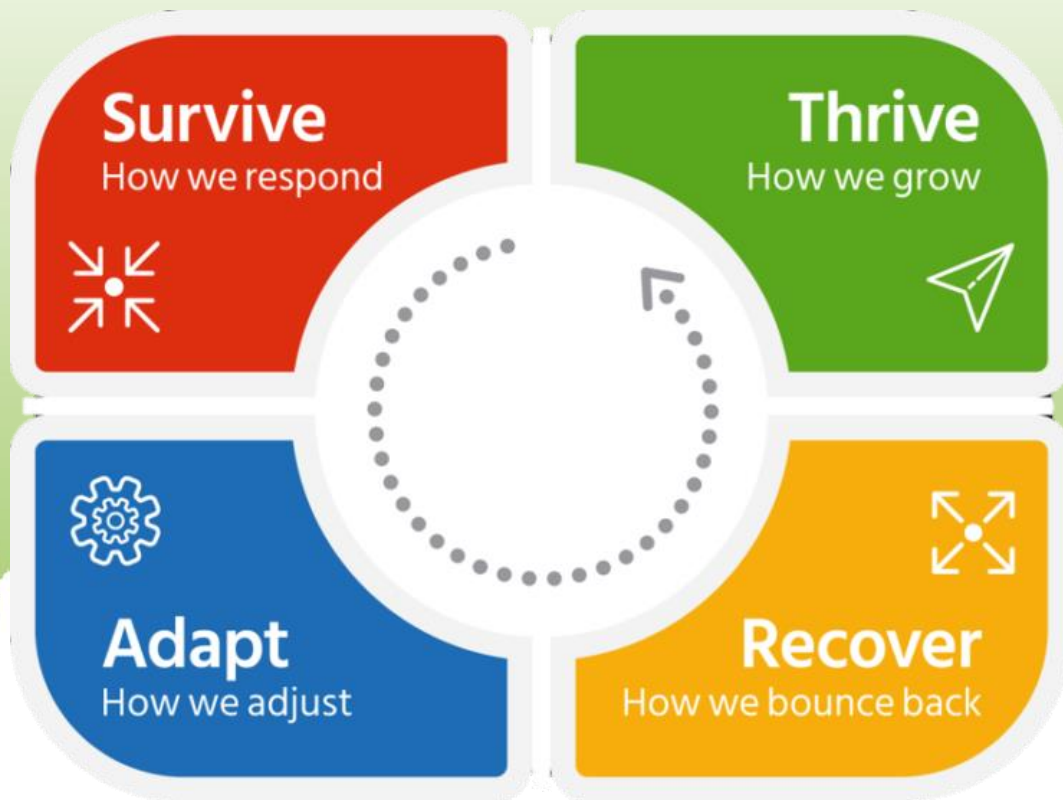 Survive
How we respond
Thrive
How we grow
Adapt
How we adjust
Recover
How we bounce back